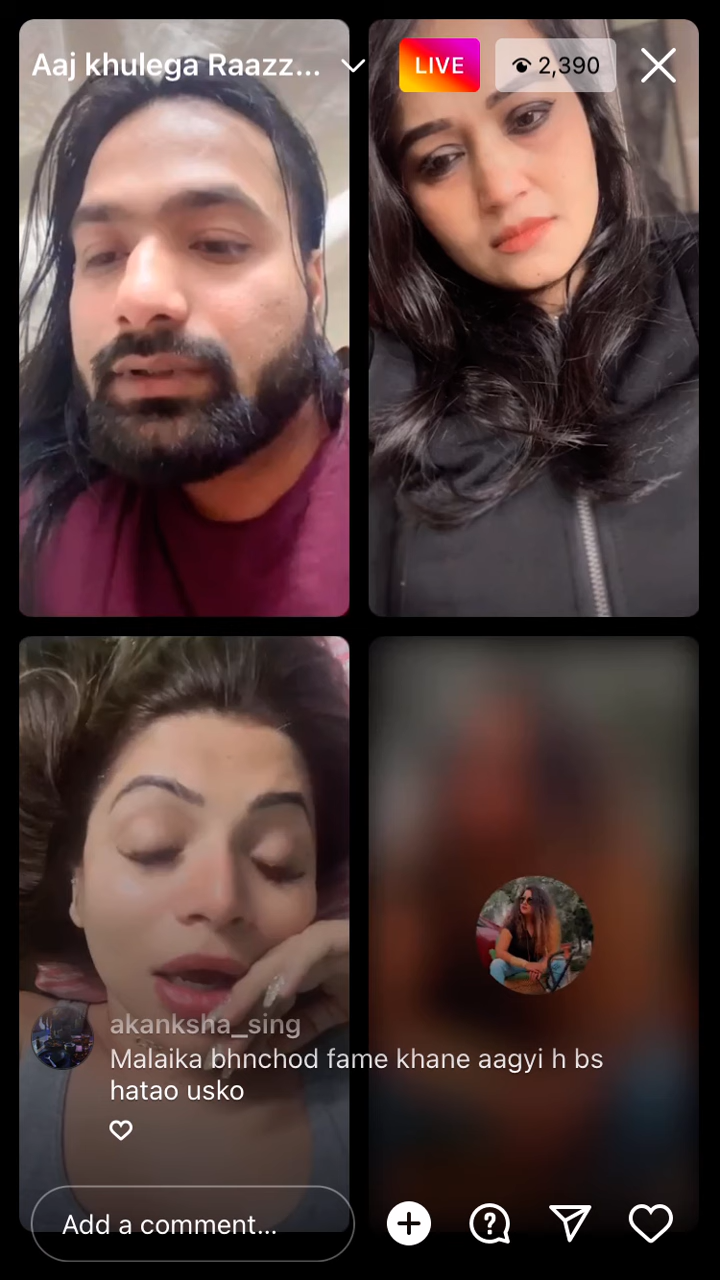 Aaj khulega Raazz...
LIVE
2,390
akanksha_sing
Malaika bhnchod fame khane aagyi h bs
hatao usko
Add a comment...